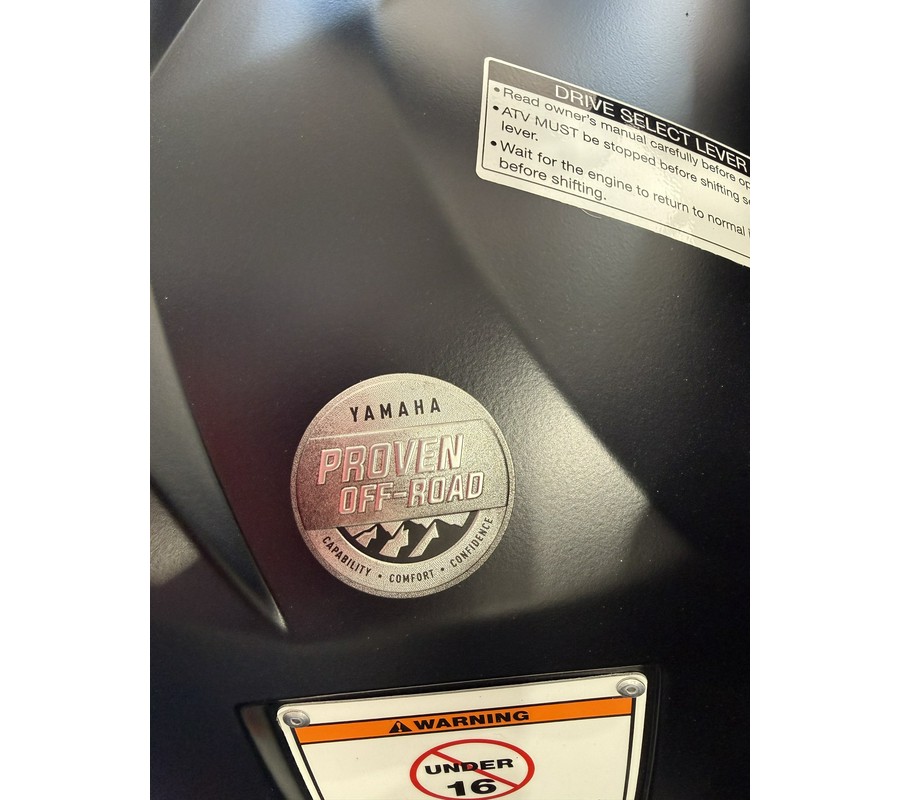 DRIVE SELECT LEVER
• Read owner's manual carefully before
• ATV MUST be stopped before shifting
lever.
• Wait for the engine to return to normal
before shifting.
YAMAHA
PROVEN
OFF-ROAD
CAPABILITY • COMFORT • CONFIDENCE
WARNING
UNDER
16